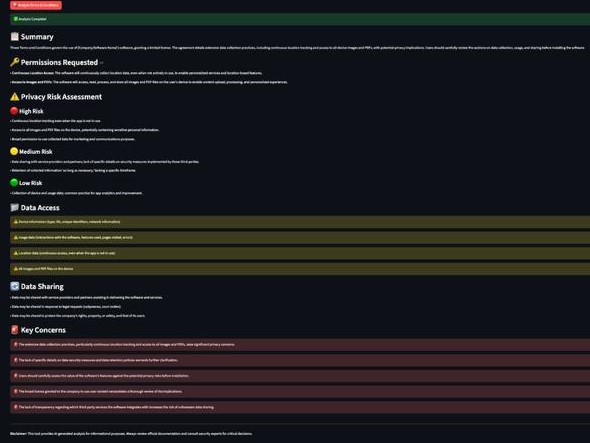 Analyze Terms & Conditions
Analysis Complete!
Summary
These Terms and Conditions govern the use of [Company/Software Name]'s software, granting a limited license. The agreement details extensive data collection practices, including continuous location tracking and access to all device images and PDFs, with potential privacy implications. Users should carefully review the sections on data collection, usage, and sharing before installing the software.
Permissions Requested
• Continuous Location Access: The software will continuously collect location data, even when not actively in use, to enable personalized services and location-based features.
• Access to Images and PDFs: The software will access, read, process, and store all images and PDF files on the user's device to enable content upload, processing, and personalized experiences.
Privacy Risk Assessment
High Risk
• Continuous location tracking even when the app is not in use.
• Access to all images and PDF files on the device, potentially containing sensitive personal information.
• Broad permission to use collected data for marketing and communications purposes.
Medium Risk
• Data sharing with service providers and partners; lack of specific details on security measures implemented by those third parties.
• Retention of collected information 'as long as necessary,' lacking a specific timeframe.
Low Risk
• Collection of device and usage data; common practice for app analytics and improvement.
Data Access
Device information (type, OS, unique identifiers, network information)
Usage data (interactions with the software, features used, pages visited, errors)
Location data (continuous access, even when the app is not in use)
All images and PDF files on the device
Data Sharing
• Data may be shared with service providers and partners assisting in delivering the software and services.
• Data may be shared in response to legal requests (subpoenas, court orders).
• Data may be shared to protect the company's rights, property, or safety, and that of its users.
Key Concerns
The extensive data collection practices, particularly continuous location tracking and access to all images and PDFs, raise significant privacy concerns.
The lack of specific details on data security measures and data retention policies warrants further clarification.
Users should carefully assess the value of the software's features against the potential privacy risks before installation.
The broad license granted to the company to use user content necessitates a thorough review of the implications.
The lack of transparency regarding which third-party services the software integrates with increases the risk of unforeseen data sharing.
Disclaimer: This tool provides AI-generated analysis for informational purposes. Always review official documentation and consult security experts for critical decisions.